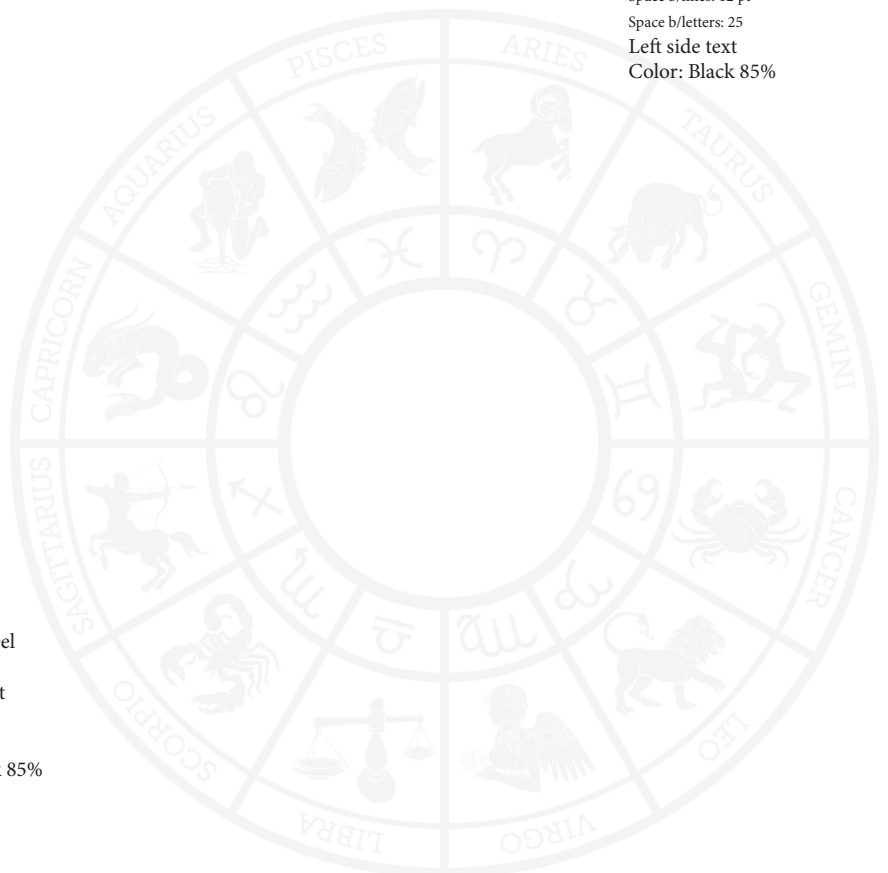 Space b/letters: 25
Left side text
Color: Black 85%
PISCES
ARIES
AQUARIUS
TAURUS
CAPRICORN
GEMINI
SAGITTARIUS
CANCER
SCORPIO
LEO
LIBRA
VIRGO
85%